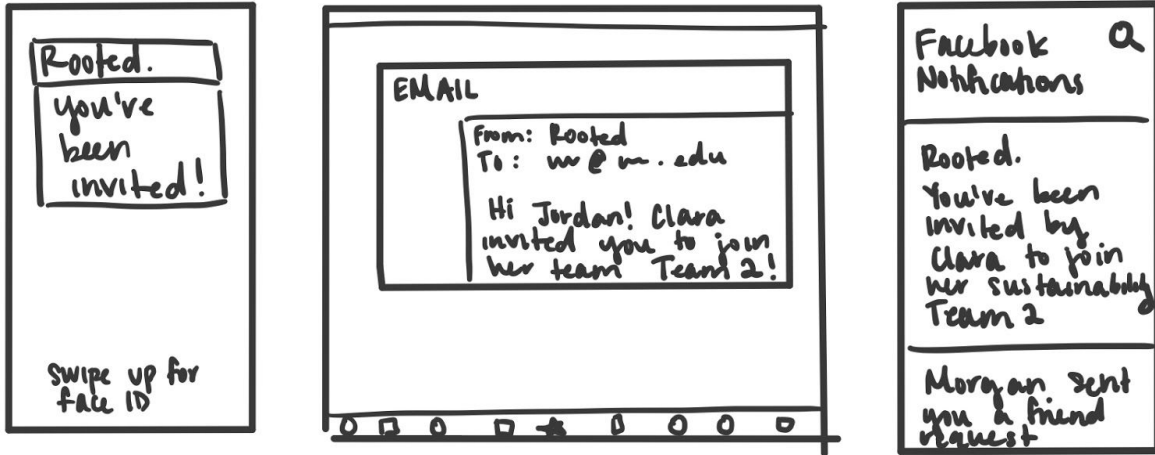 Rooted.
you've
been
invited!
swipe up for
face ID
EMAIL
From: Rooted
To: @ .edu
Hi Jordan! Clara
invited you to join
her team Team 2!
Facebook
Notifications
Rooted.
You've been
invited by
Clara to join
her sustainability
Team 2
Morgan sent
you a friend
request